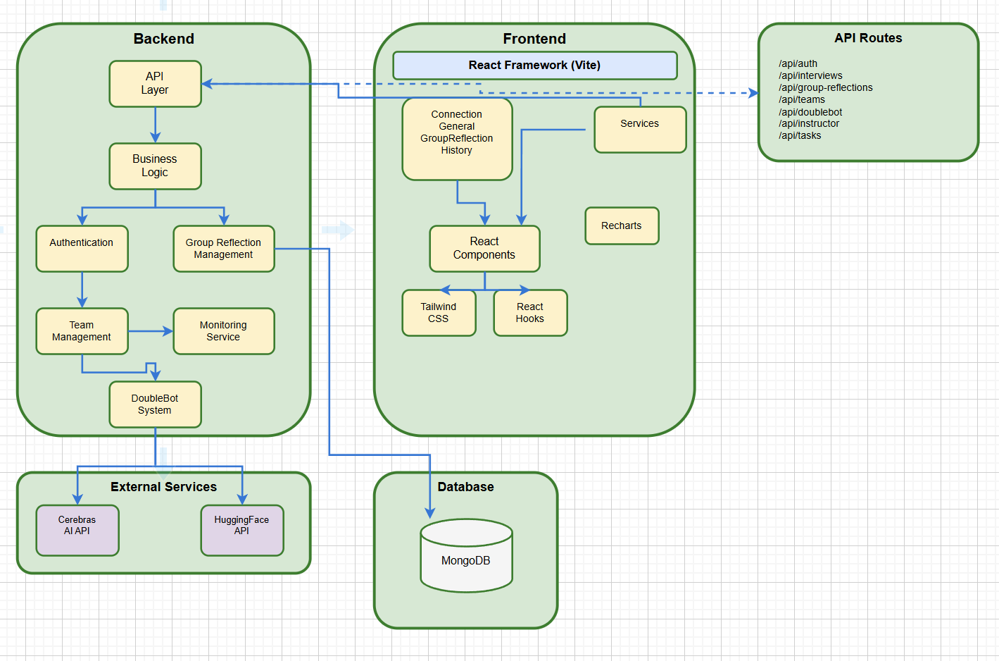 Backend
API
Layer
Business
Logic
Authentication
Group Reflection
Management
Team
Management
Monitoring
Service
DoubleBot
System
External Services
Cerebras
AI API
HuggingFace
API
Frontend
React Framework (Vite)
Connection
General
GroupReflection
History
Services
React
Components
Recharts
Tailwind
CSS
React
Hooks
Database
MongoDB
API Routes
/api/auth
/api/interviews
/api/group-reflections
/api/teams
/api/doublebot
/api/instructor
/api/tasks